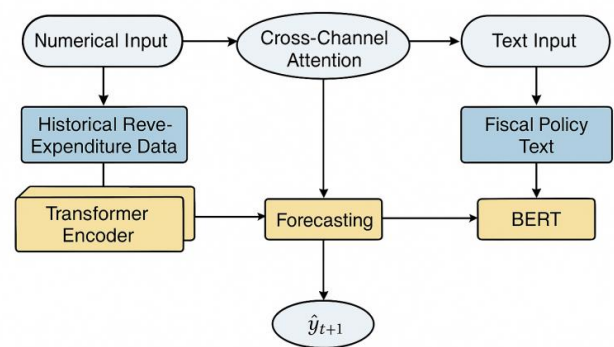 Numerical Input
Cross-Channel
Attention
Text Input
Historical Reve-
Expenditure Data
Fiscal Policy
Text
Transformer
Encoder
Forecasting
BERT
ŷ_{t+1}